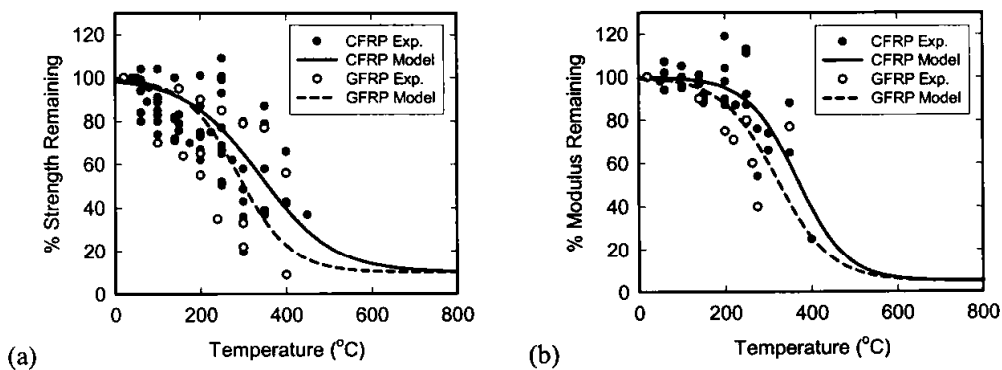 CFRP Exp.
CFRP Model
GFRP Exp.
GFRP Model
120
100
80
60
40
20
0
% Strength Remaining
0 200 400 600 800
Temperature (°C)
(a)
CFRP Exp.
CFRP Model
GFRP Exp.
GFRP Model
120
100
80
60
40
20
0
% Modulus Remaining
0 200 400 600 800
Temperature (°C)
(b)